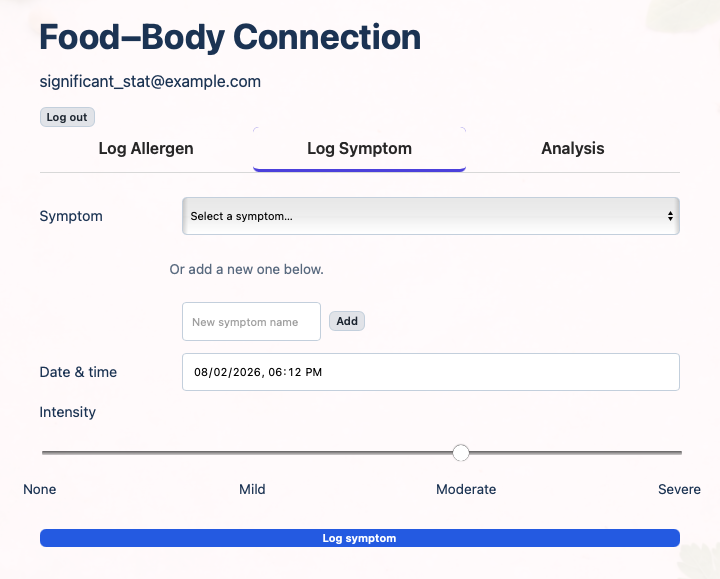 Food–Body Connection
significant_stat@example.com
Log out
Log Allergen Log Symptom Analysis
Symptom Select a symptom...
Or add a new one below.
New symptom name Add
Date & time 08/02/2026, 06:12 PM
Intensity
None Mild Moderate Severe
Log symptom